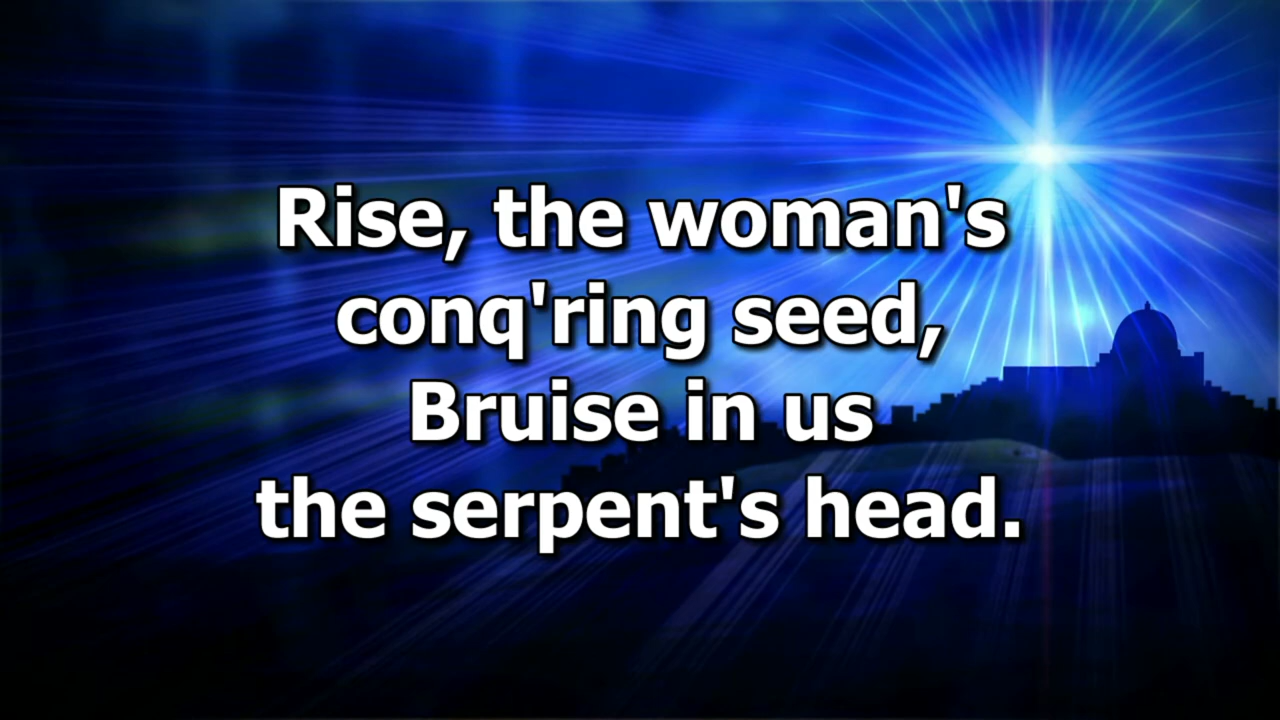 Rise, the woman's
conq'ring seed,
Bruise in us
the serpent's head.